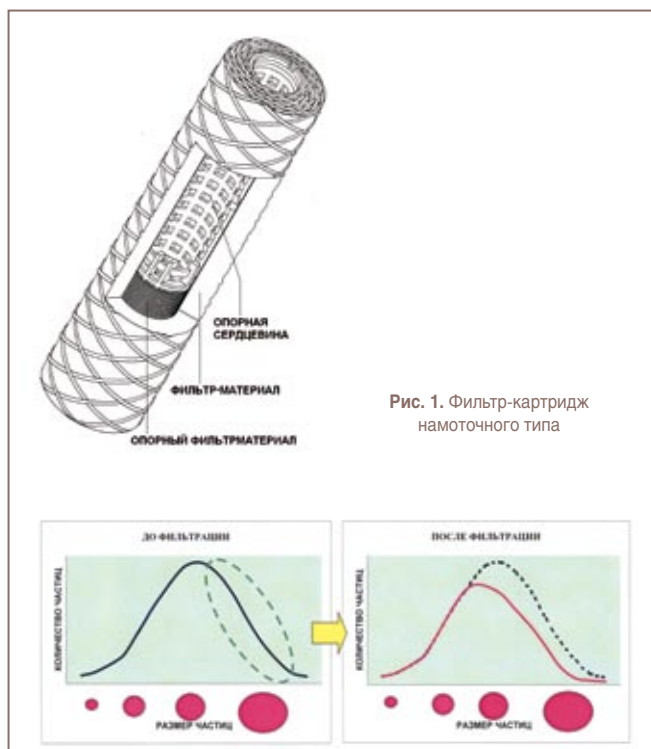 ОПОРНАЯ
СЕРДЦЕВИНА
ФИЛЬТР-МАТЕРИАЛ
ОПОРНЫЙ ФИЛЬТРМАТЕРИАЛ
Рис. 1. Фильтр-картридж
намоточного типа
ДО ФИЛЬТРАЦИИ
КОЛИЧЕСТВО ЧАСТИЦ
РАЗМЕР ЧАСТИЦ
ПОСЛЕ ФИЛЬТРАЦИИ
КОЛИЧЕСТВО ЧАСТИЦ
РАЗМЕР ЧАСТИЦ